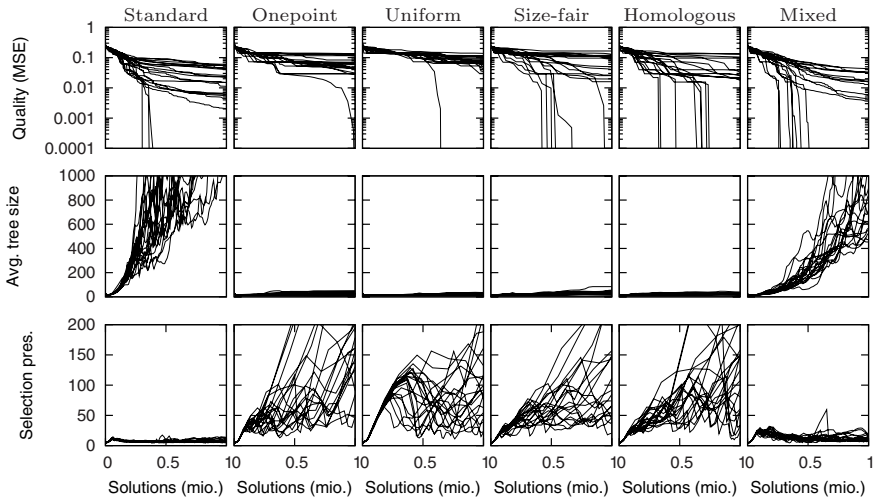 Standard Onepoint Uniform Size-fair Homologous Mixed
Quality (MSE)
1
0.1
0.01
0.001
0.0001
Avg. tree size
1000
800
600
400
200
0
Selection pres.
200
150
100
50
0
0 0.5 10 0.5 10 0.5 10 0.5 10 0.5 10 0.5 1
Solutions (mio.) Solutions (mio.) Solutions (mio.) Solutions (mio.) Solutions (mio.) Solutions (mio.)